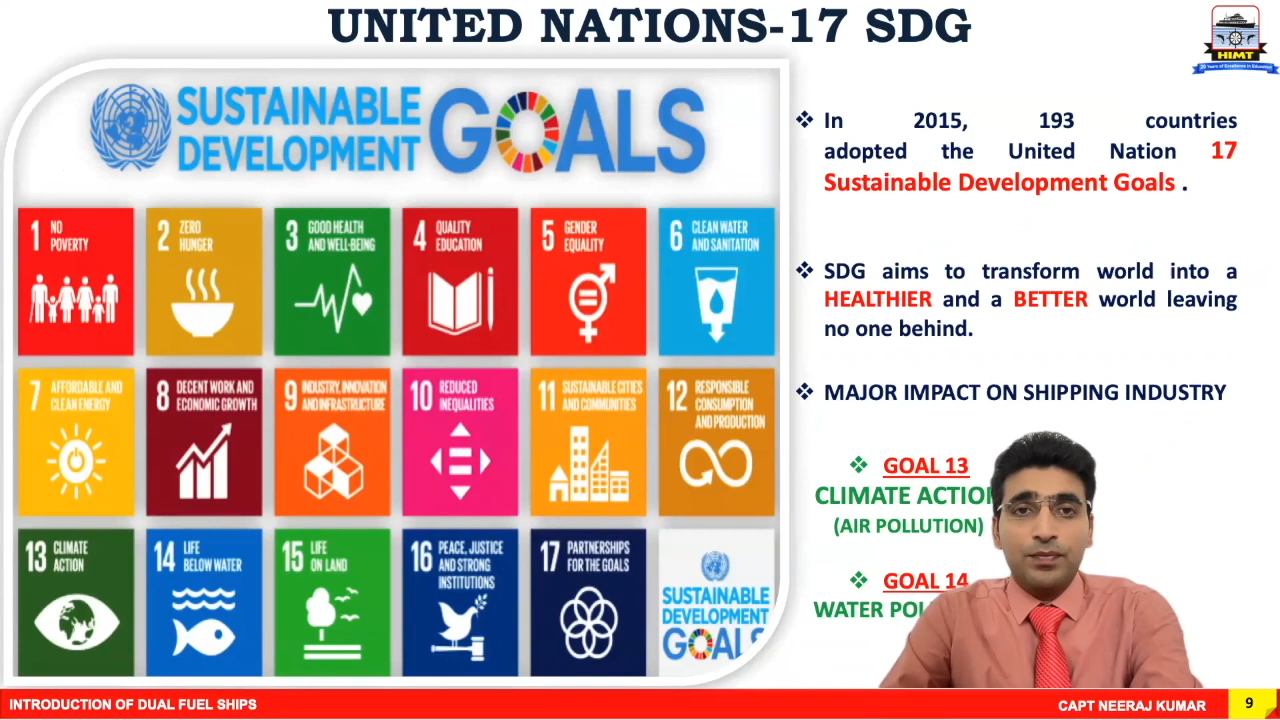 UNITED NATIONS-17 SDG
HIMT
SUSTAINABLE
DEVELOPMENT
GOALS
1 NO
POVERTY
2 ZERO
HUNGER
3 GOOD HEALTH
AND WELL-BEING
4 QUALITY
EDUCATION
5 GENDER
EQUALITY
6 CLEAN WATER
AND SANITATION
7 AFFORDABLE AND
CLEAN ENERGY
8 DECENT WORK AND
ECONOMIC GROWTH
9 INDUSTRY, INNOVATION
AND INFRASTRUCTURE
10 REDUCED
INEQUALITIES
11 SUSTAINABLE CITIES
AND COMMUNITIES
12 RESPONSIBLE
CONSUMPTION
AND PRODUCTION
13 CLIMATE
ACTION
14 LIFE
BELOW WATER
15 LIFE
ON LAND
16 PEACE, JUSTICE
AND STRONG
INSTITUTIONS
17 PARTNERSHIPS
FOR THE GOALS
SUSTAINABLE
DEVELOPMENT
GOALS
In 2015, 193 countries
adopted the United Nation 17
Sustainable Development Goals .
SDG aims to transform world into a
HEALTHIER and a BETTER world leaving
no one behind.
MAJOR IMPACT ON SHIPPING INDUSTRY
GOAL 13
CLIMATE ACTIO
(AIR POLLUTION)
GOAL 14
WATER POL
INTRODUCTION OF DUAL FUEL SHIPS
CAPT NEERAJ KUMAR
9